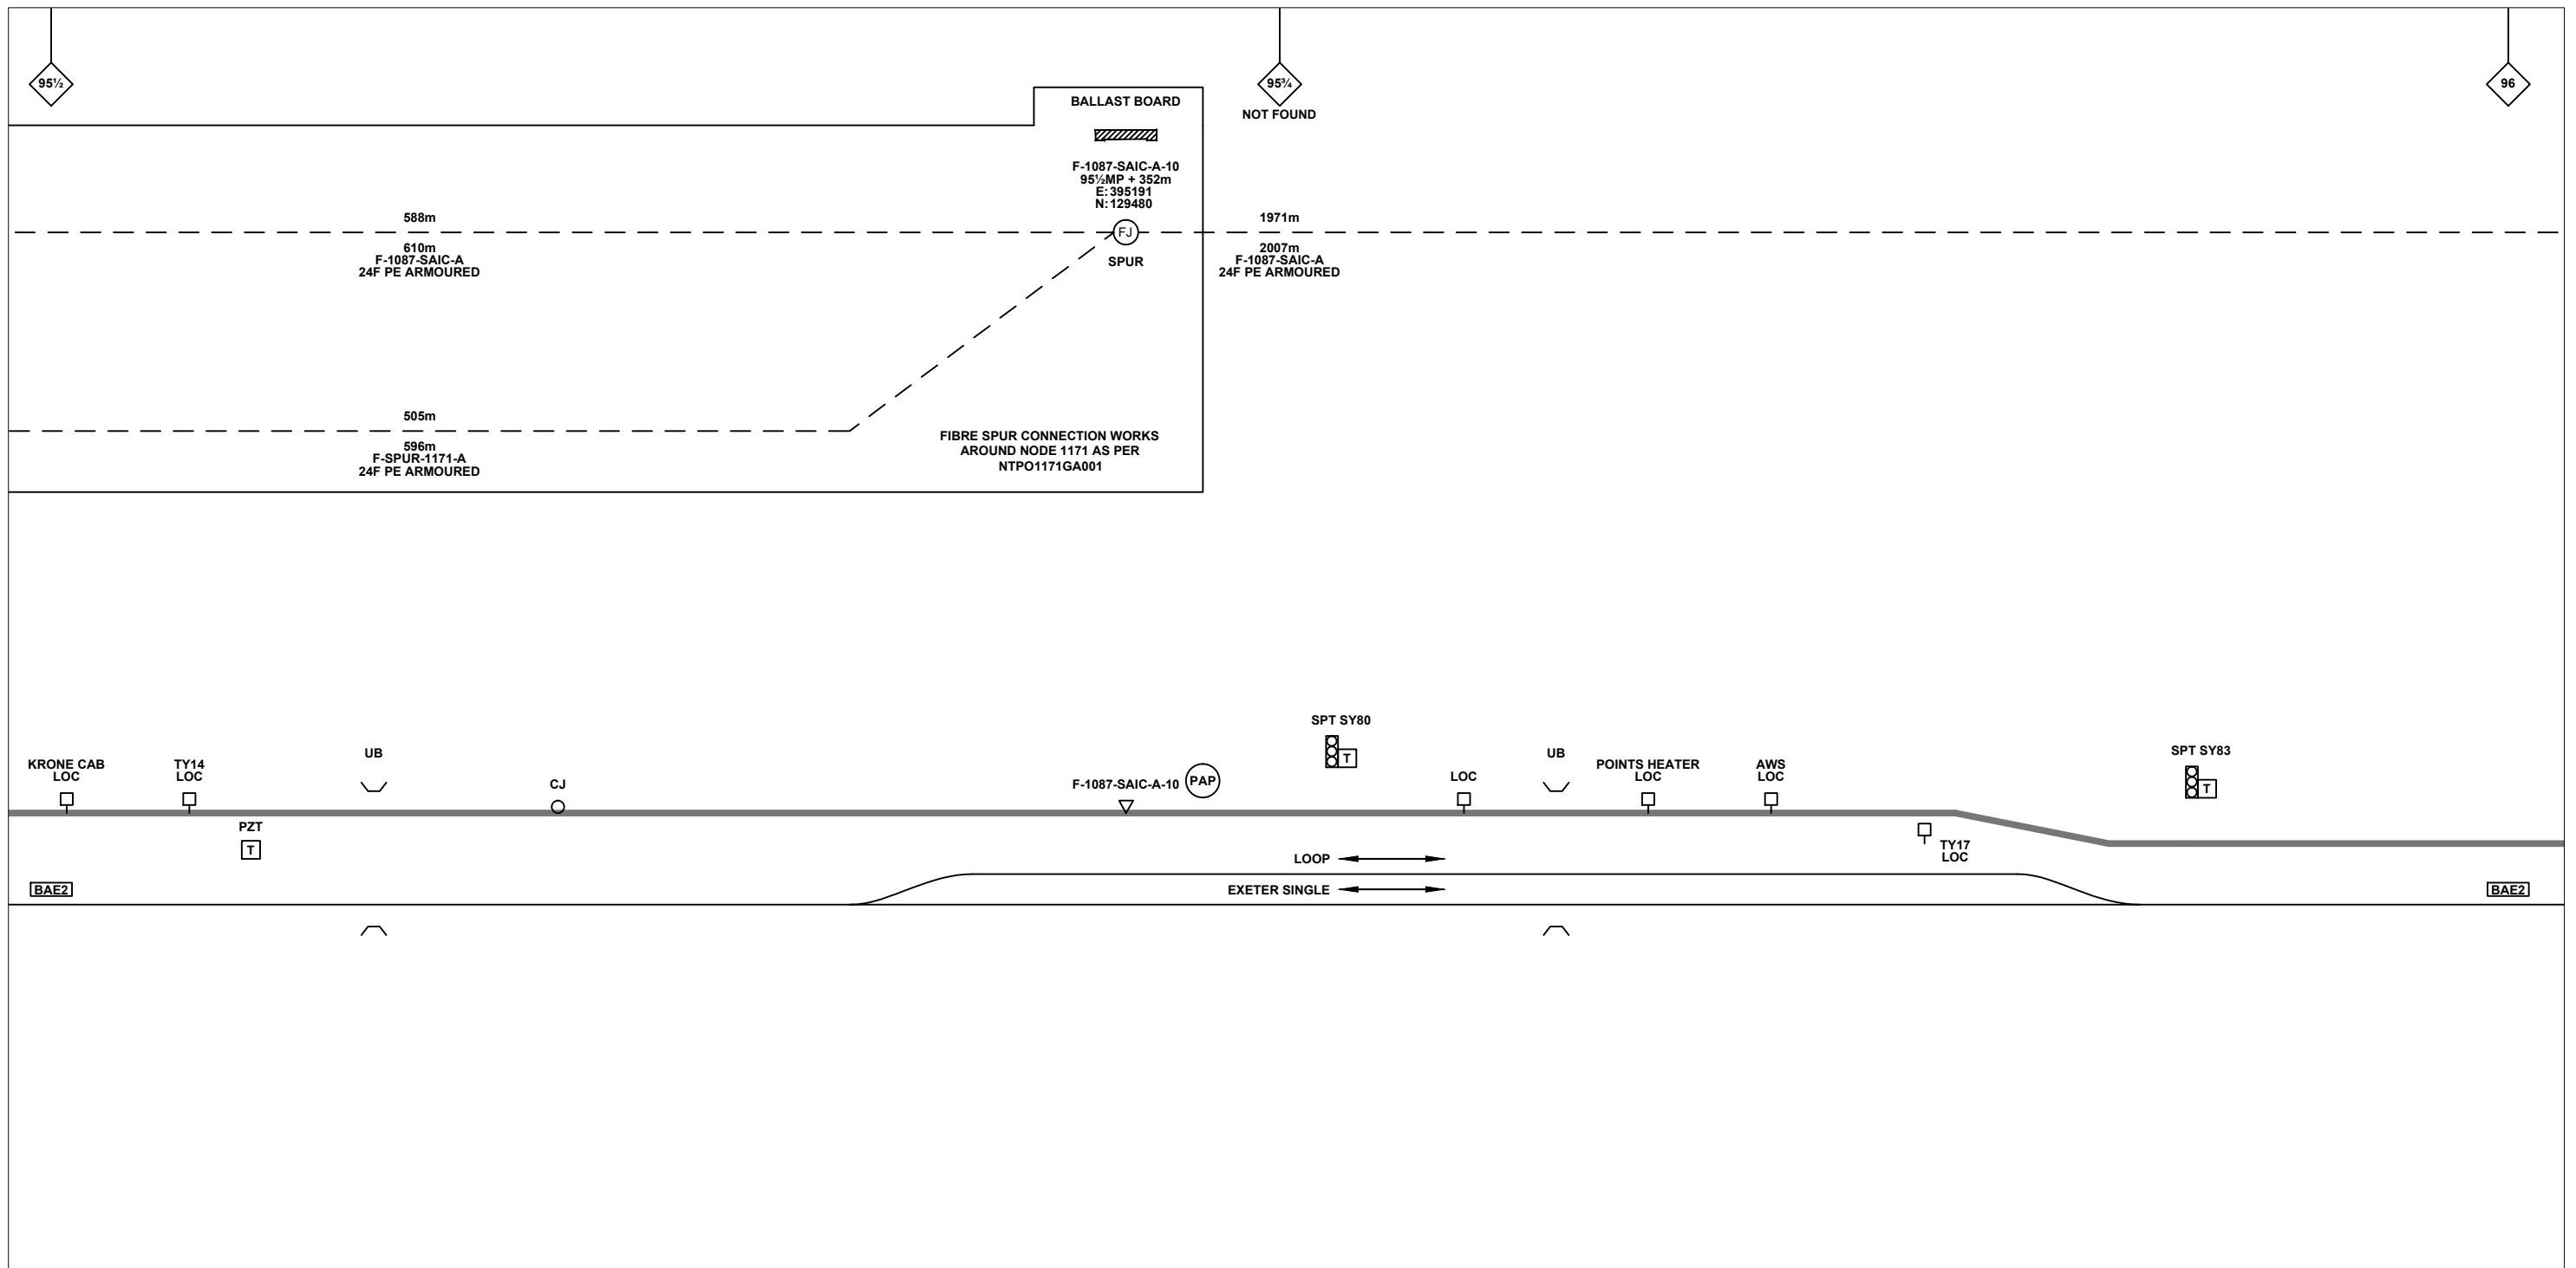 95½
95¾
NOT FOUND
96
BALLAST BOARD
F-1087-SAIC-A-10
95½MP + 352m
E: 395191
N: 129480
588m
610m
F-1087-SAIC-A
24F PE ARMOURED
FJ
SPUR
1971m
2007m
F-1087-SAIC-A
24F PE ARMOURED
505m
596m
F-SPUR-1171-A
24F PE ARMOURED
FIBRE SPUR CONNECTION WORKS
AROUND NODE 1171 AS PER
NTPO1171GA001
KRONE CAB
LOC
TY14
LOC
PZT
T
UB
CJ
F-1087-SAIC-A-10
PAP
SPT SY80
T
LOC
UB
POINTS HEATER
LOC
AWS
LOC
TY17
LOC
SPT SY83
T
LOOP
EXETER SINGLE
BAE2
BAE2